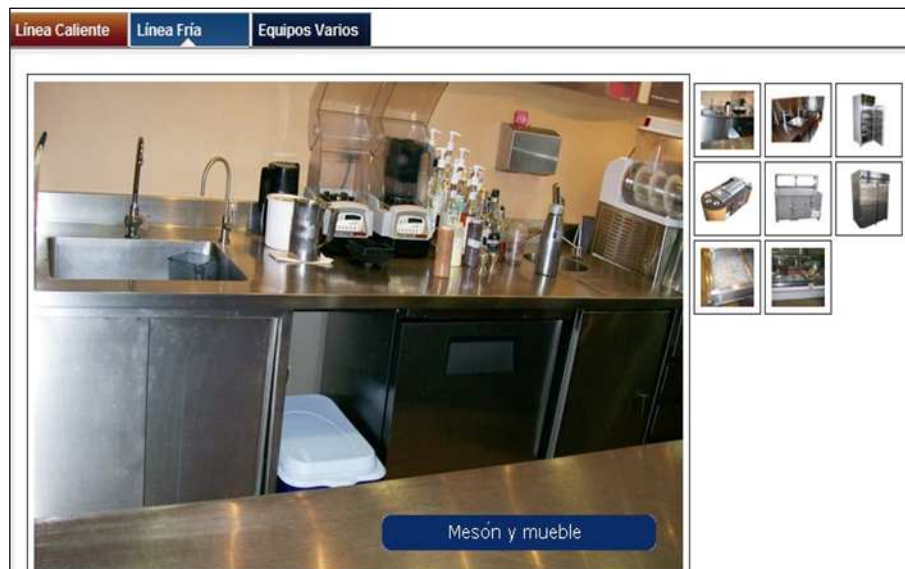 Línea Caliente
Línea Fría
Equipos Varios
Mesón y mueble